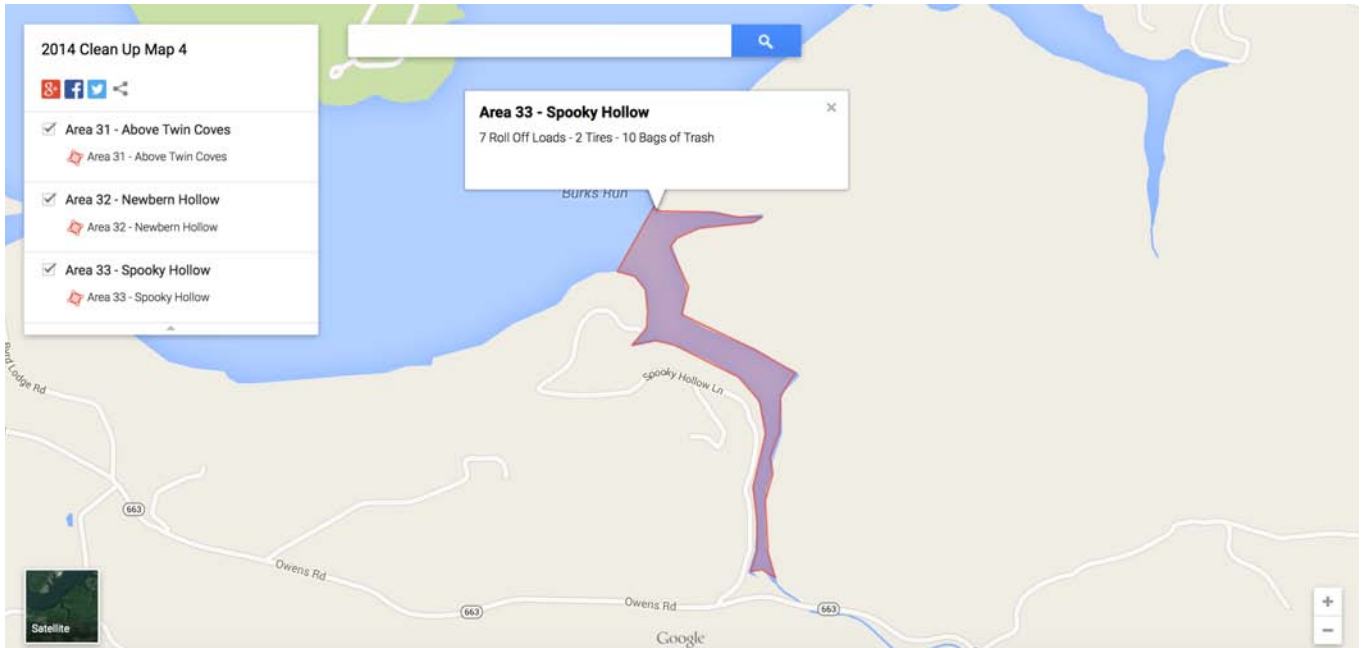 2014 Clean Up Map 4
8+
Area 31 - Above Twin Coves
Area 31 - Above Twin Coves
Area 32 - Newbern Hollow
Area 32 - Newbern Hollow
Area 33 - Spooky Hollow
Area 33 - Spooky Hollow
Area 33 - Spooky Hollow
7 Roll Off Loads - 2 Tires - 10 Bags of Trash
Burks Run
Spooky Hollow Ln
Byrd Lodge Rd
663
Owens Rd
663
Owens Rd
663
Satellite
Google